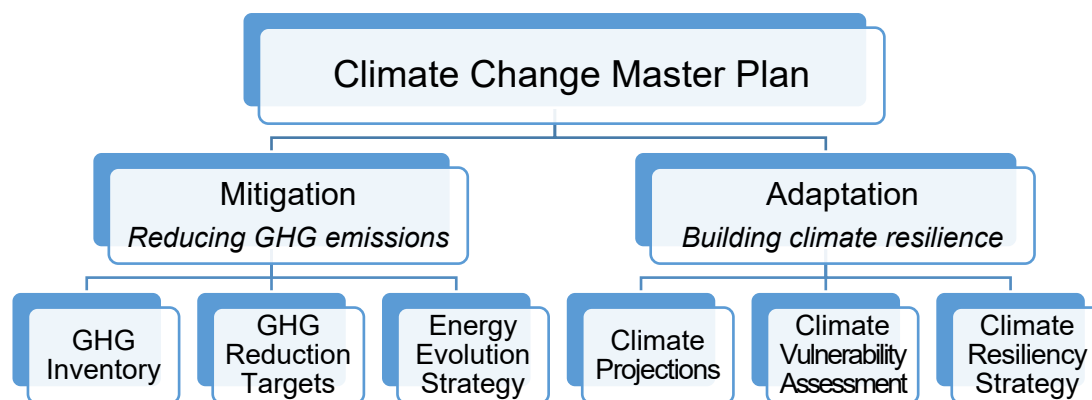 Climate Change Master Plan
Mitigation
Reducing GHG emissions
Adaptation
Building climate resilience
GHG
Inventory
GHG
Reduction
Targets
Energy
Evolution
Strategy
Climate
Projections
Climate
Vulnerability
Assessment
Climate
Resiliency
Strategy